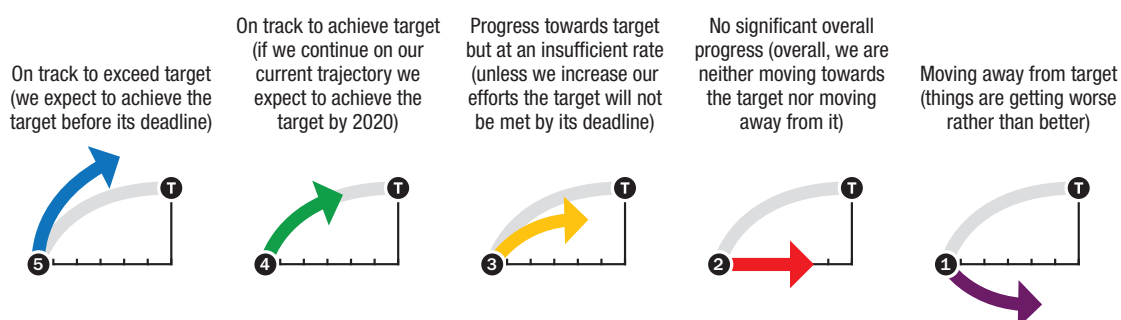 On track to exceed target
(we expect to achieve the
target before its deadline)
On track to achieve target
(if we continue on our
current trajectory we
expect to achieve the
target by 2020)
Progress towards target
but at an insufficient rate
(unless we increase our
efforts the target will not
be met by its deadline)
No significant overall
progress (overall, we are
neither moving towards
the target nor moving
away from it)
Moving away from target
(things are getting worse
rather than better)
T
5
T
4
T
3
T
2
T
1